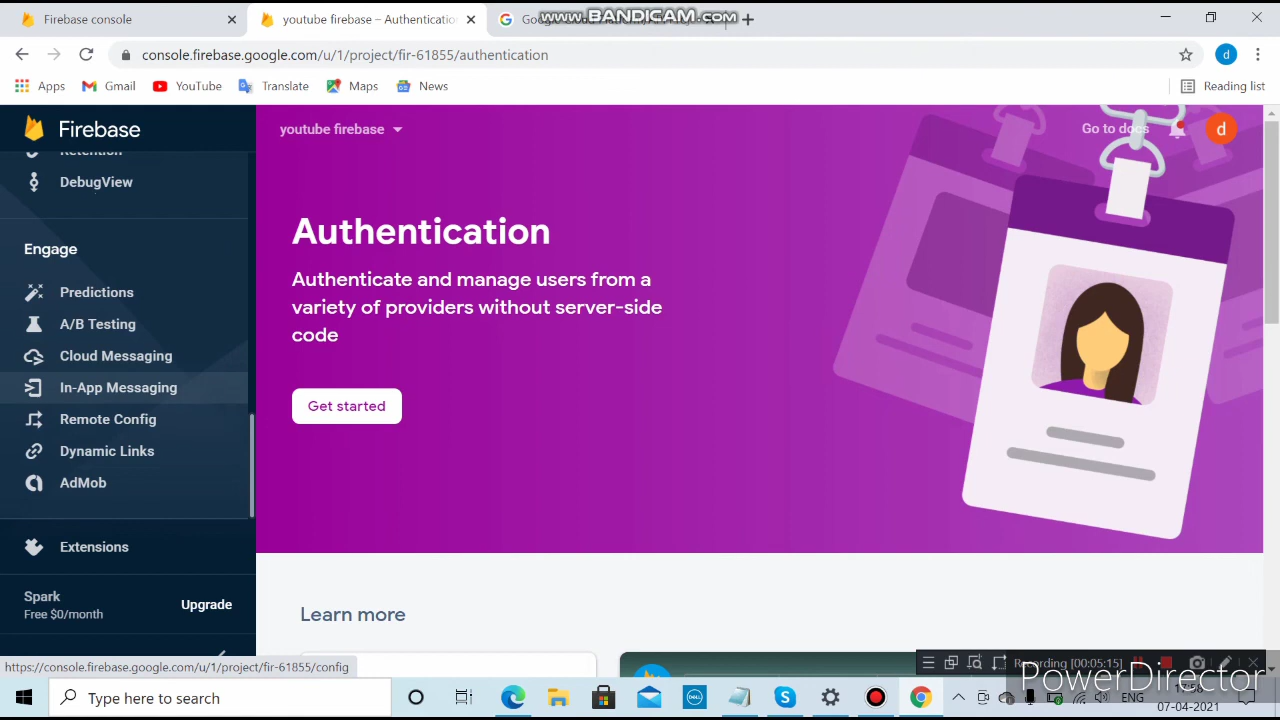 Firebase console
youtube firebase – Authentication
www.BANDICAM.com
console.firebase.google.com/u/1/project/fir-61855/authentication
d
Apps
Gmail
YouTube
Translate
Maps
News
Reading list
Firebase
youtube firebase
Go to docs
d
Retention
DebugView
Engage
Predictions
A/B Testing
Cloud Messaging
In-App Messaging
Remote Config
Dynamic Links
AdMob
Extensions
Spark
Free $0/month
Upgrade
Authentication
Authenticate and manage users from a
variety of providers without server-side
code
Get started
Learn more
https://console.firebase.google.com/u/1/project/fir-61855/config
Recording [00:05:15]
PowerDirector
Type here to search
DELL
ENG
07-04-2021